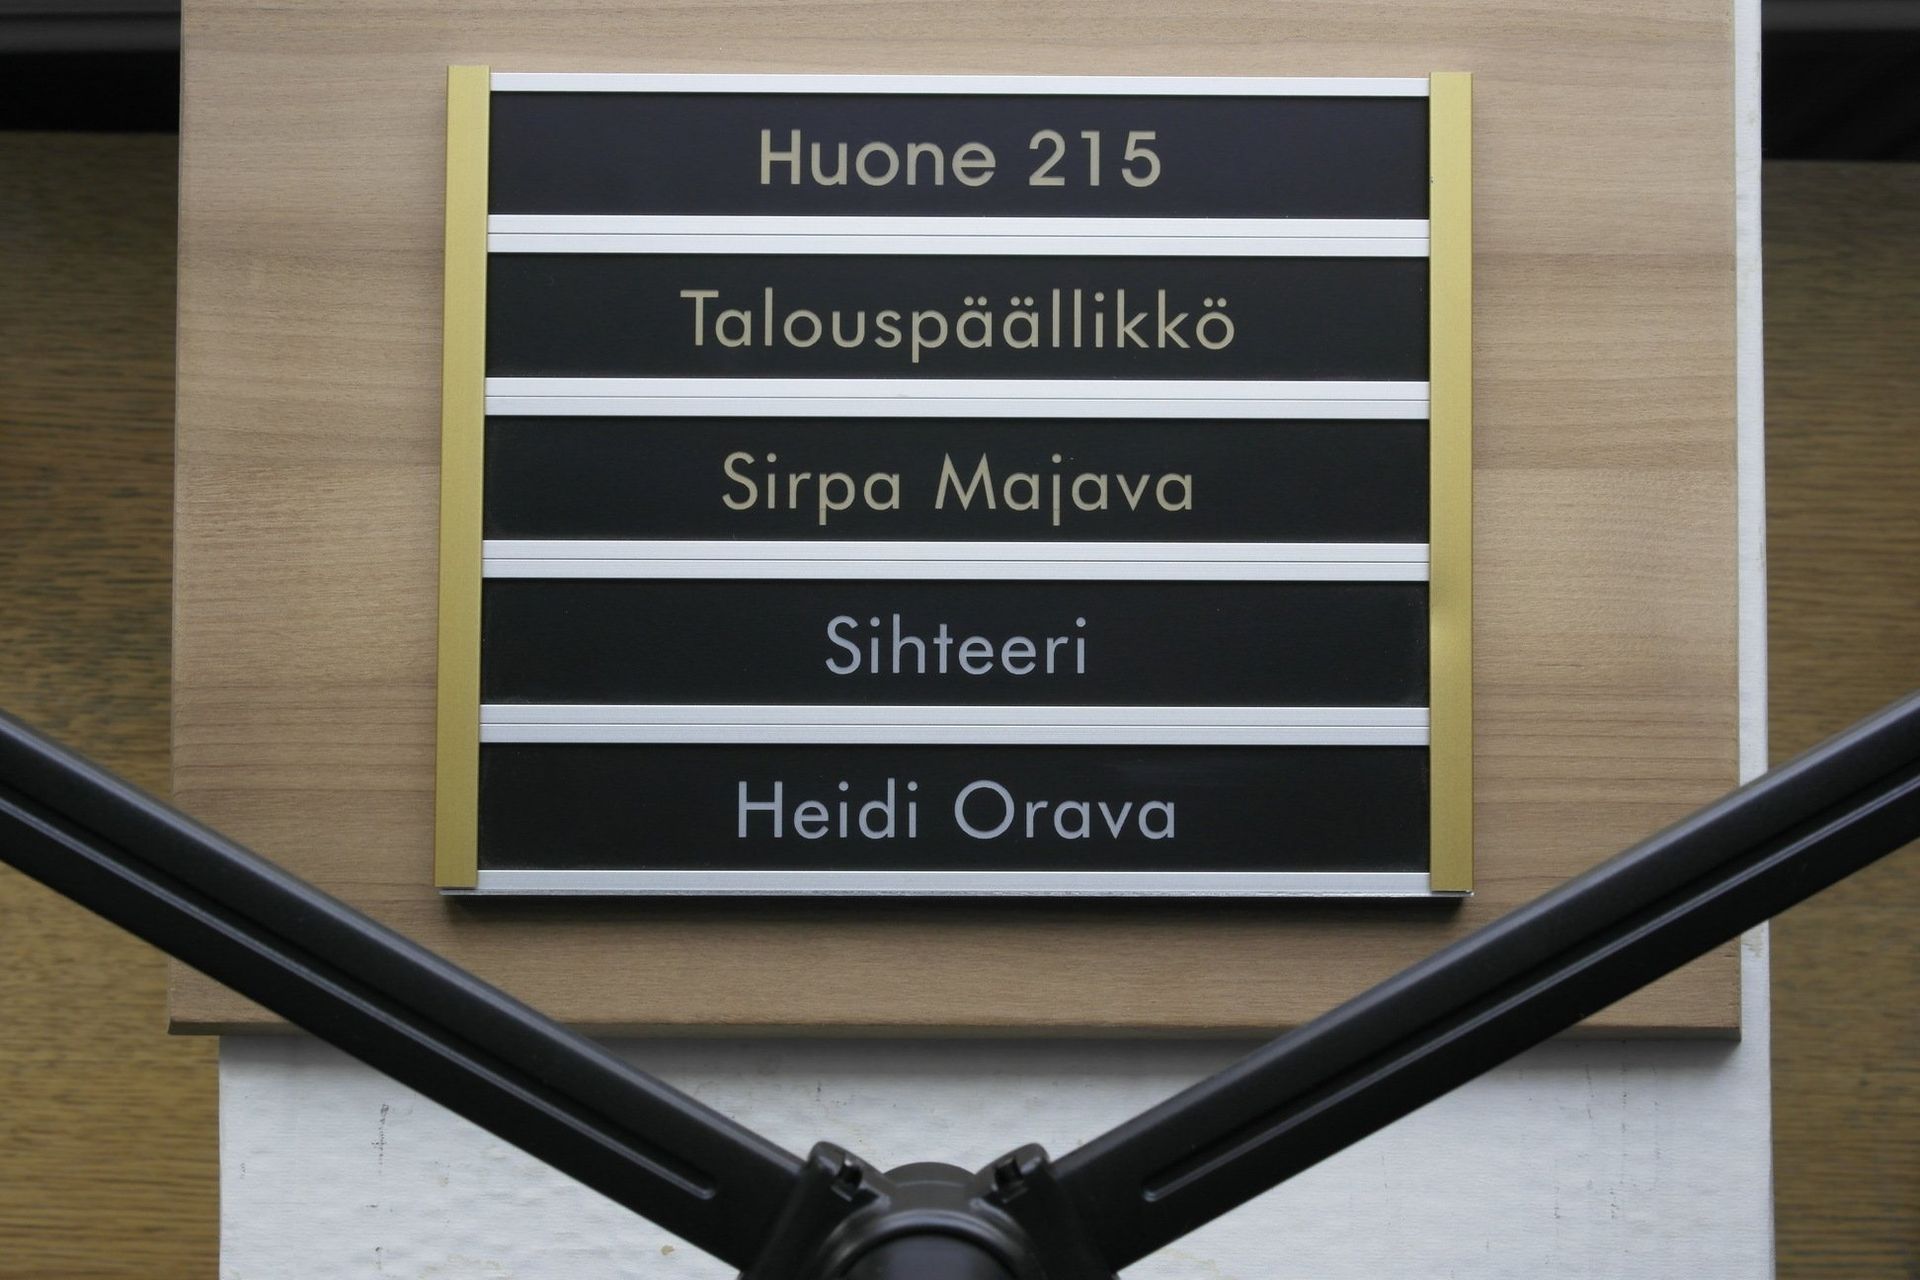 Huone 215
Talouspäällikkö
Sirpa Majava
Sihteeri
Heidi Orava